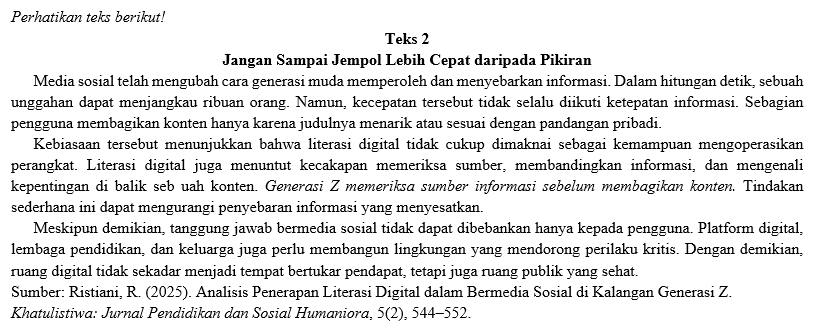 Perhatikan teks berikut!
Teks 2
Jangan Sampai Jempol Lebih Cepat daripada Pikiran
Media sosial telah mengubah cara generasi muda memperoleh dan menyebarkan informasi. Dalam hitungan detik, sebuah
unggahan dapat menjangkau ribuan orang. Namun, kecepatan tersebut tidak selalu diikuti ketepatan informasi. Sebagian
pengguna membagikan konten hanya karena judulnya menarik atau sesuai dengan pandangan pribadi.
Kebiasaan tersebut menunjukkan bahwa literasi digital tidak cukup dimaknai sebagai kemampuan mengoperasikan
perangkat. Literasi digital juga menuntut kecakapan memeriksa sumber, membandingkan informasi, dan mengenali
kepentingan di balik seb uah konten. Generasi Z memeriksa sumber informasi sebelum membagikan konten. Tindakan
sederhana ini dapat mengurangi penyebaran informasi yang menyesatkan.
Meskipun demikian, tanggung jawab bermedia sosial tidak dapat dibebankan hanya kepada pengguna. Platform digital,
lembaga pendidikan, dan keluarga juga perlu membangun lingkungan yang mendorong perilaku kritis. Dengan demikian,
ruang digital tidak sekadar menjadi tempat bertukar pendapat, tetapi juga ruang publik yang sehat.
Sumber: Ristiani, R. (2025). Analisis Penerapan Literasi Digital dalam Bermedia Sosial di Kalangan Generasi Z.
Khatulistiwa: Jurnal Pendidikan dan Sosial Humaniora, 5(2), 544–552.